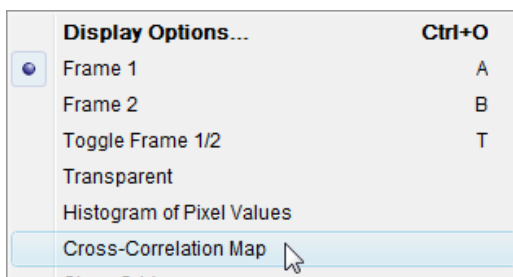 Display Options... Ctrl+O
Frame 1 A
Frame 2 B
Toggle Frame 1/2 T
Transparent
Histogram of Pixel Values
Cross-Correlation Map